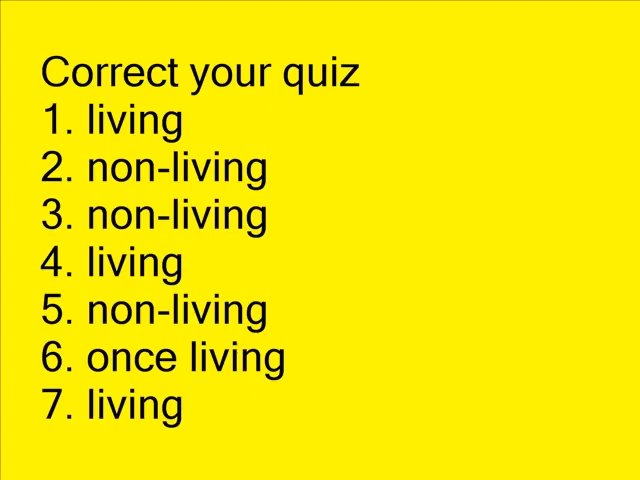 Correct your quiz
1. living
2. non-living
3. non-living
4. living
5. non-living
6. once living
7. living